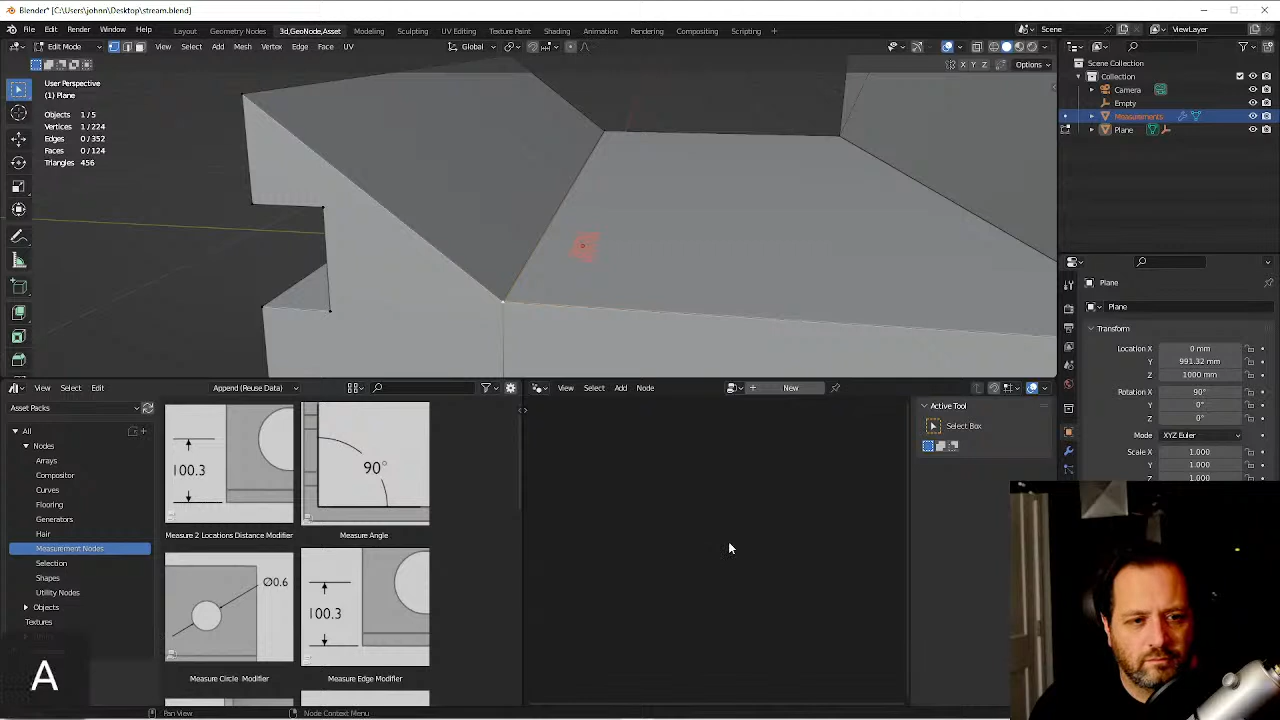 Blender* [C:\Users\johnn\Desktop\stream.blend]
File Edit Render Window Help Layout Geometry Nodes 3d,GeoNode,Asset Modeling Sculpting UV Editing Texture Paint Shading Animation Rendering Compositing Scripting + Scene ViewLayer
Edit Mode View Select Add Mesh Vertex Edge Face UV Global
X Y Z Options
User Perspective
(1) Plane
Objects 1/5
Vertices 1/224
Edges 0/352
Faces 0/124
Triangles 456
Scene Collection
Collection
Camera
Empty
Measurements
Plane
Plane
Plane
Transform
Location X 0 mm
Y 991.32 mm
Z 1000 mm
Rotation X 90°
Y 0°
Z 0°
Mode XYZ Euler
Scale X 1.000
Y 1.000
Z 1.000
View Select Edit Append (Reuse Data)
Asset Packs
All
Nodes
Arrays
Compositor
Curves
Flooring
Generators
Hair
Measurement Nodes
Selection
Shapes
Utility Nodes
Objects
Textures
100.3
90°
Measure 2 Locations Distance Modifier
Measure Angle
∅0.6
100.3
Measure Circle Modifier
Measure Edge Modifier
View Select Add Node New
Active Tool
Select Box
A
Pan View
Node Context Menu